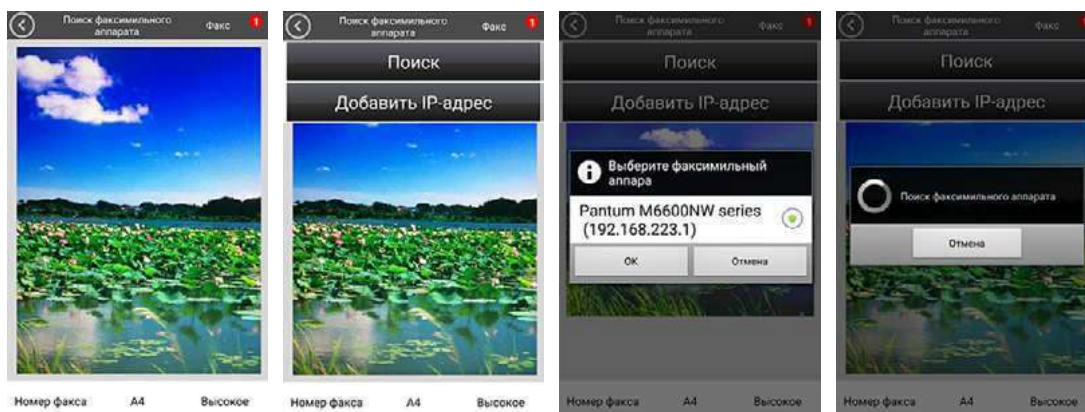 Поиск факсимильного
аппарата
Факс
1
Номер факса
A4
Высокое
Поиск факсимильного
аппарата
Факс
1
Поиск
Добавить IP-адрес
Номер факса
A4
Высокое
Поиск факсимильного
аппарата
Факс
1
Поиск
Добавить IP-адрес
Выберите факсимильный
аппара
Pantum M6600NW series
(192.168.223.1)
ОК
Отмена
Номер факса
A4
Высокое
Поиск факсимильного
аппарата
Факс
1
Поиск
Добавить IP-адрес
Поиск факсимильного аппарата
Отмена
Номер факса
A4
Высокое